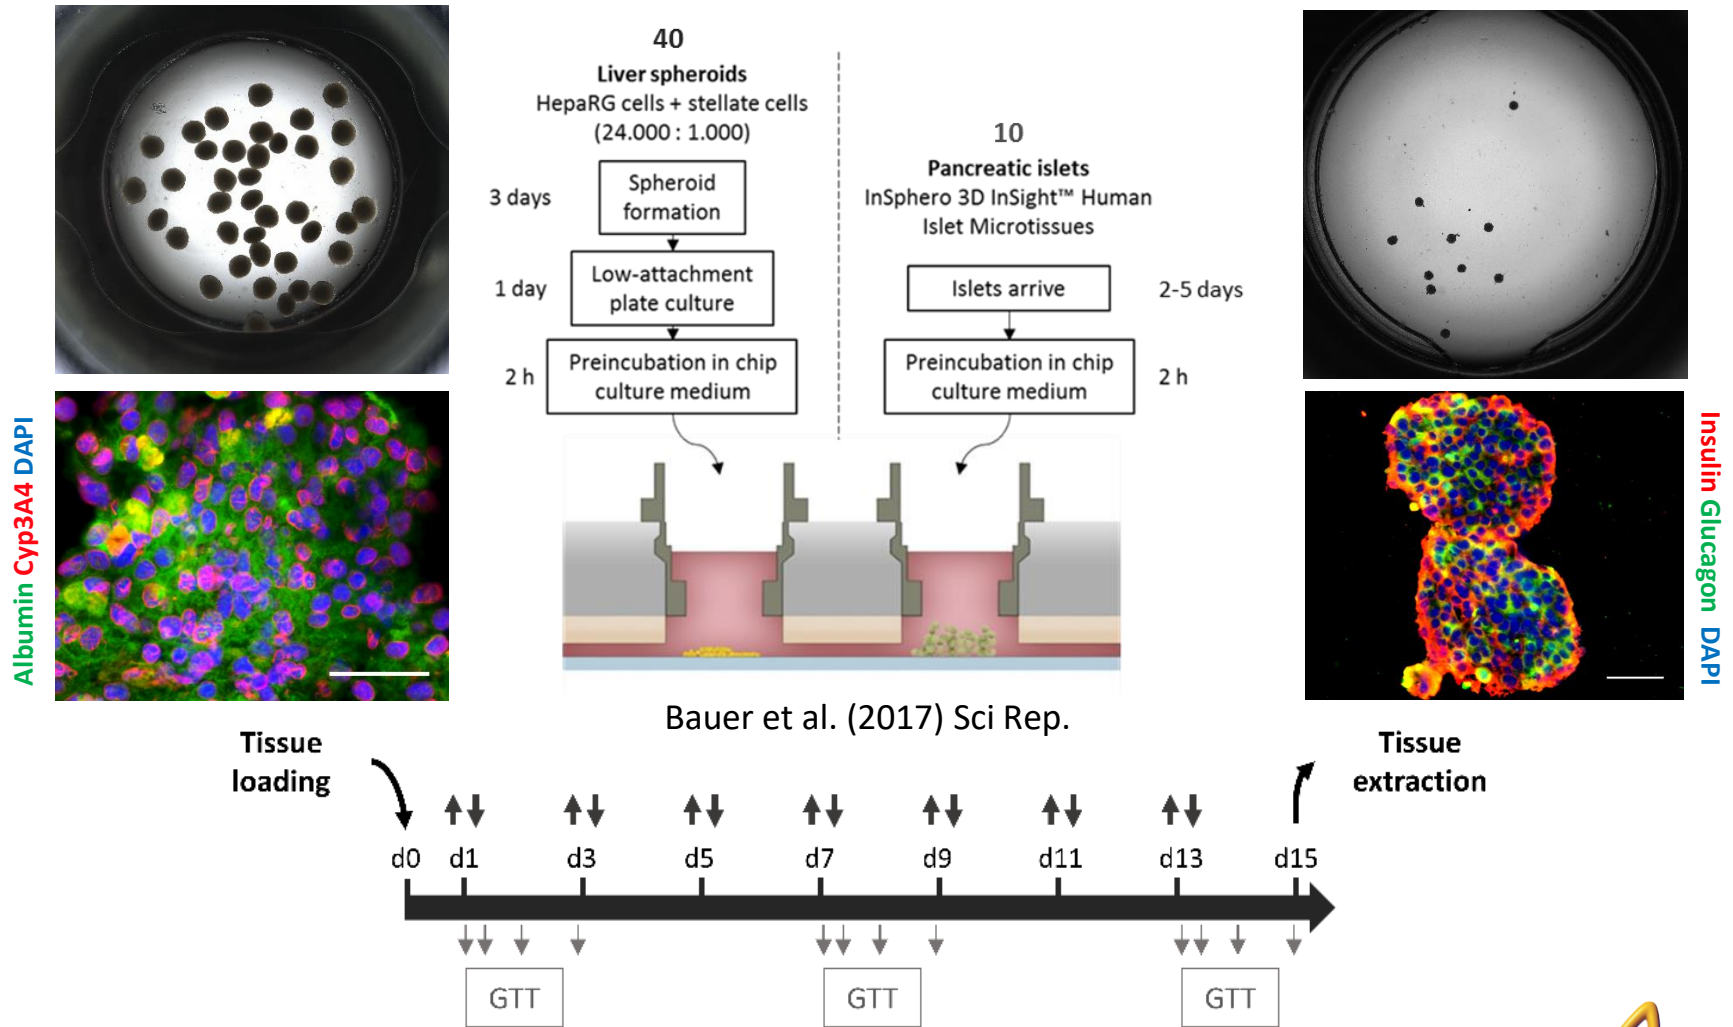 40
Liver spheroids
HepaRG cells + stellate cells
(24.000 : 1.000)
3 days
Spheroid
formation
1 day
Low-attachment
plate culture
2 h
Preincubation in chip
culture medium
10
Pancreatic islets
InSphero 3D InSight™ Human
Islet Microtissues
Islets arrive
2-5 days
Preincubation in chip
culture medium
2 h
Albumin Cyp3A4 DAPI
Insulin Glucagon DAPI
Bauer et al. (2017) Sci Rep.
Tissue
loading
Tissue
extraction
d0 d1 d3 d5 d7 d9 d11 d13 d15
GTT GTT GTT